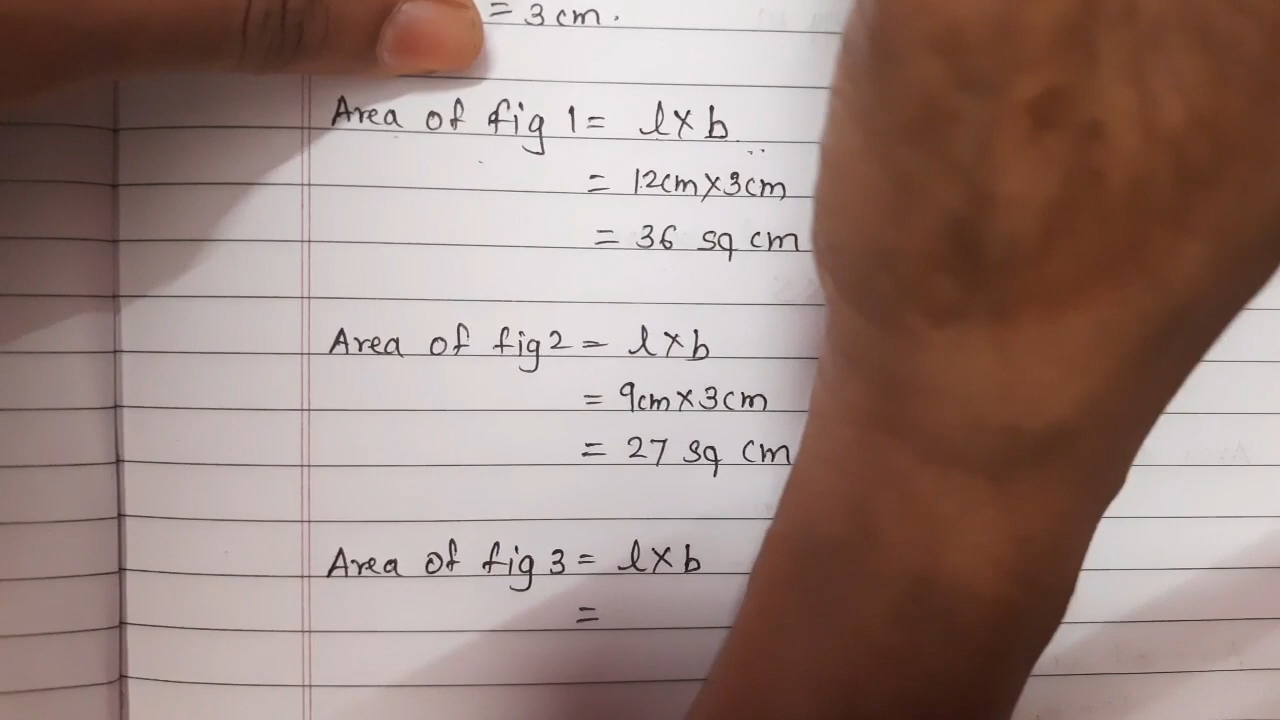 = 3 cm.
Area of fig 1 = l×b
= 12cm×3cm
= 36 sq cm
Area of fig 2 = l×b
= 9cm×3cm
= 27 sq cm
Area of fig 3 = l×b
=